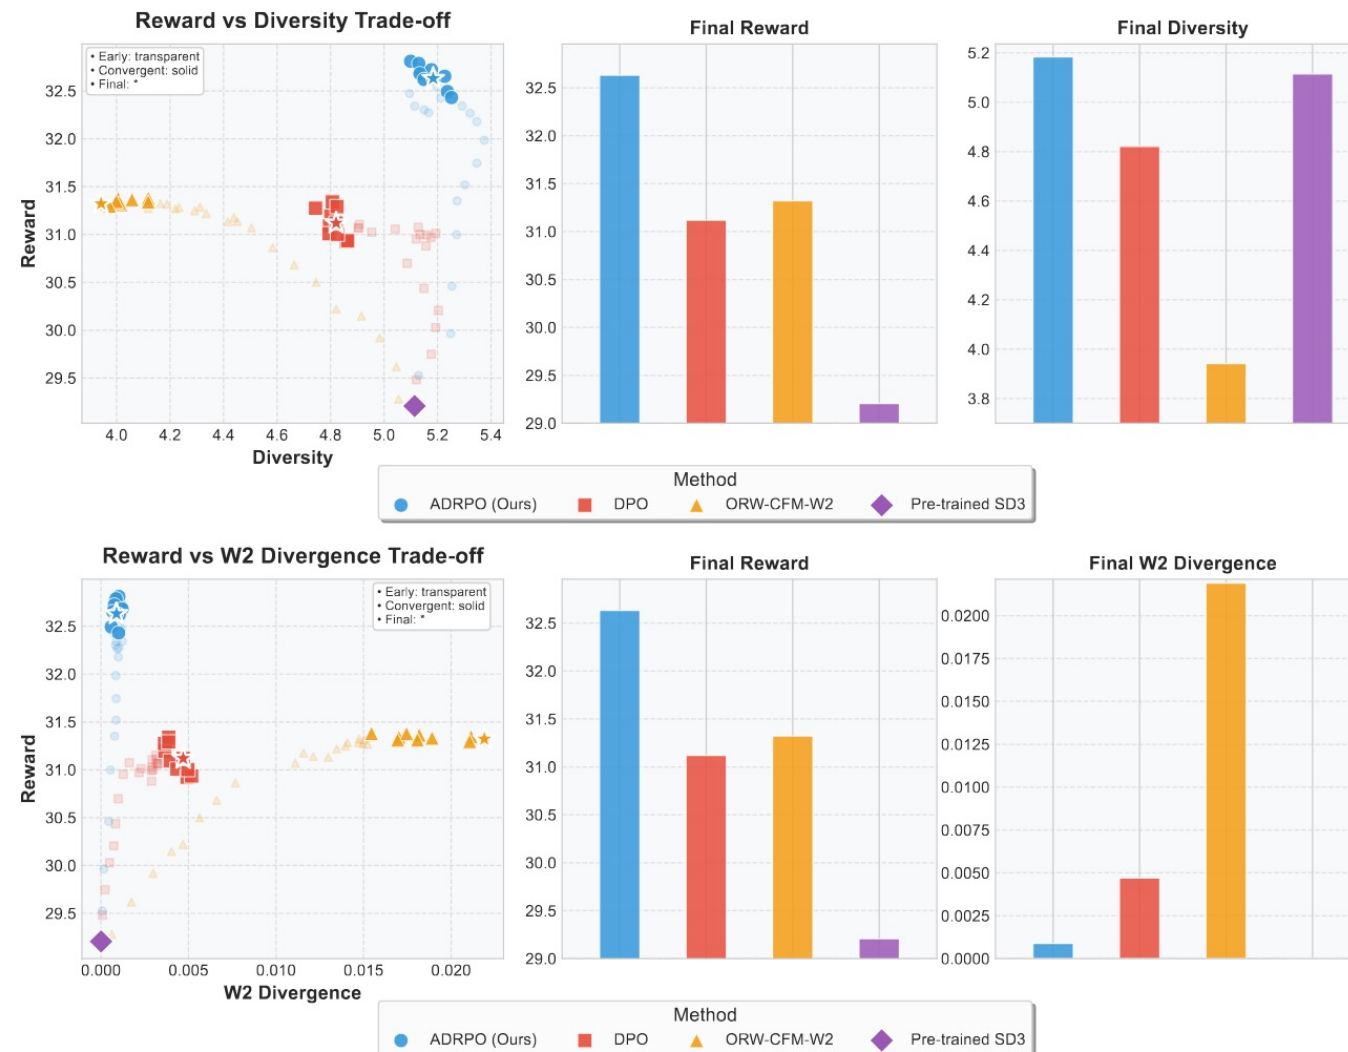 Reward vs Diversity Trade-off
• Early: transparent
• Convergent: solid
• Final: *
32.5
32.0
31.5
31.0
30.5
30.0
29.5
Reward
4.0 4.2 4.4 4.6 4.8 5.0 5.2 5.4
Diversity
Final Reward
32.5
32.0
31.5
31.0
30.5
30.0
29.5
29.0
Final Diversity
5.2
5.0
4.8
4.6
4.4
4.2
4.0
3.8
Method
ADRPO (Ours) DPO ORW-CFM-W2 Pre-trained SD3
Reward vs W2 Divergence Trade-off
• Early: transparent
• Convergent: solid
• Final: *
32.5
32.0
31.5
31.0
30.5
30.0
29.5
Reward
0.000 0.005 0.010 0.015 0.020
W2 Divergence
Final Reward
32.5
32.0
31.5
31.0
30.5
30.0
29.5
29.0
Final W2 Divergence
0.0200
0.0175
0.0150
0.0125
0.0100
0.0075
0.0050
0.0025
0.0000
Method
ADRPO (Ours) DPO ORW-CFM-W2 Pre-trained SD3